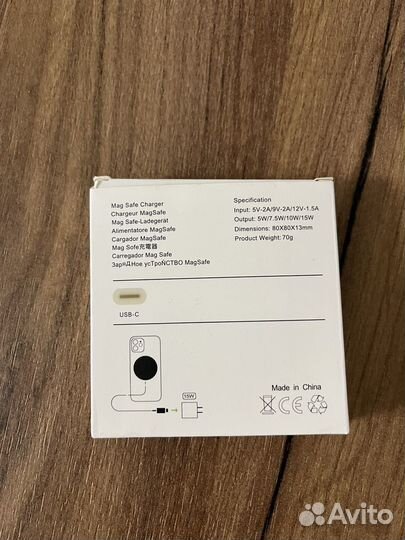 Mag Safe Charger
Chargeur MagSafe
Mag Safe-Ladegerat
Alimentatore MagSafe
Cargador MagSafe
Mag Sofe充電器
Carregador Mag Safe
ЗарЯДНое усТроЙСТВО MagSafe
Specification
Input: 5V-2A/9V-2A/12V-1.5A
Output: 5W/7.5W/10W/15W
Dimensions: 80X80X13mm
Product Weight: 70g
USB-C
15W
Made in China
CE
Avito